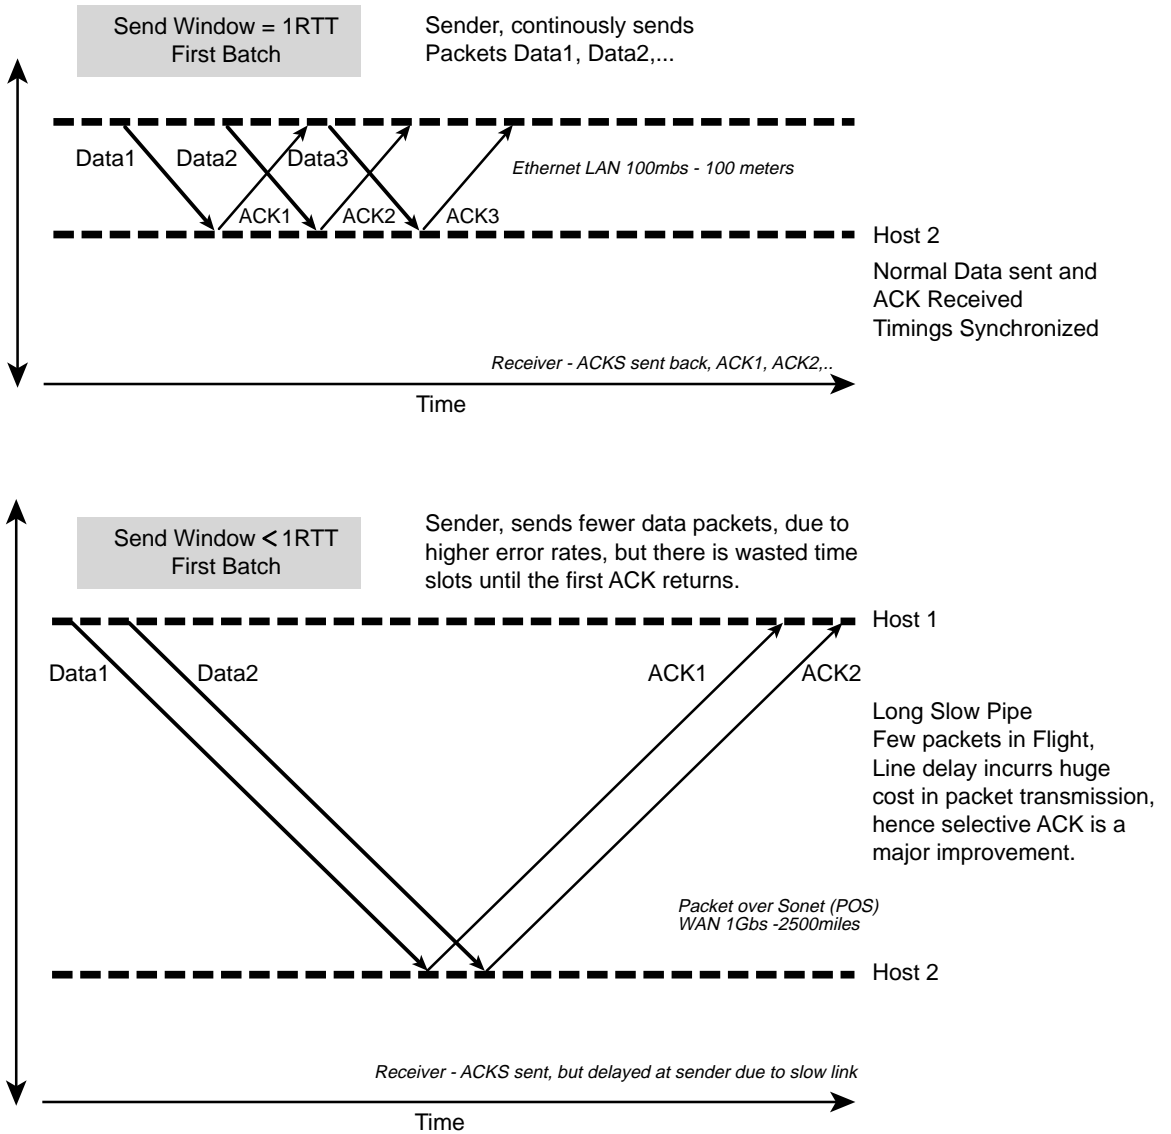 Send Window = 1RTT
First Batch
Sender, continously sends
Packets Data1, Data2,...
Data1
Data2
Data3
Ethernet LAN 100mbs - 100 meters
ACK1
ACK2
ACK3
Host 2
Normal Data sent and
ACK Received
Timings Synchronized
Receiver - ACKS sent back, ACK1, ACK2,..
Time
Send Window < 1RTT
First Batch
Sender, sends fewer data packets, due to
higher error rates, but there is wasted time
slots until the first ACK returns.
Host 1
Data1
Data2
ACK1
ACK2
Long Slow Pipe
Few packets in Flight,
Line delay incurrs huge
cost in packet transmission,
hence selective ACK is a
major improvement.
Packet over Sonet (POS)
WAN 1Gbs -2500miles
Host 2
Receiver - ACKS sent, but delayed at sender due to slow link
Time